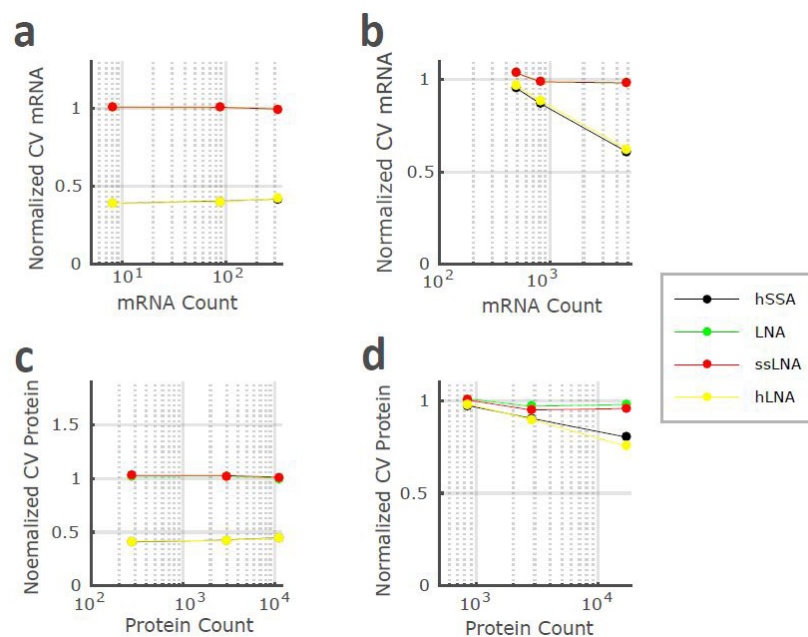 a
Normalized CV mRNA
1
0.5
0
10^1
10^2
mRNA Count
b
Normalized CV mRNA
1
0.5
0
10^2
10^3
mRNA Count
hSSA
LNA
ssLNA
hLNA
c
Noemalized CV Protein
1.5
1
0.5
0
10^2
10^3
10^4
Protein Count
d
Normalized CV Protein
1
0.5
0
10^3
10^4
Protein Count